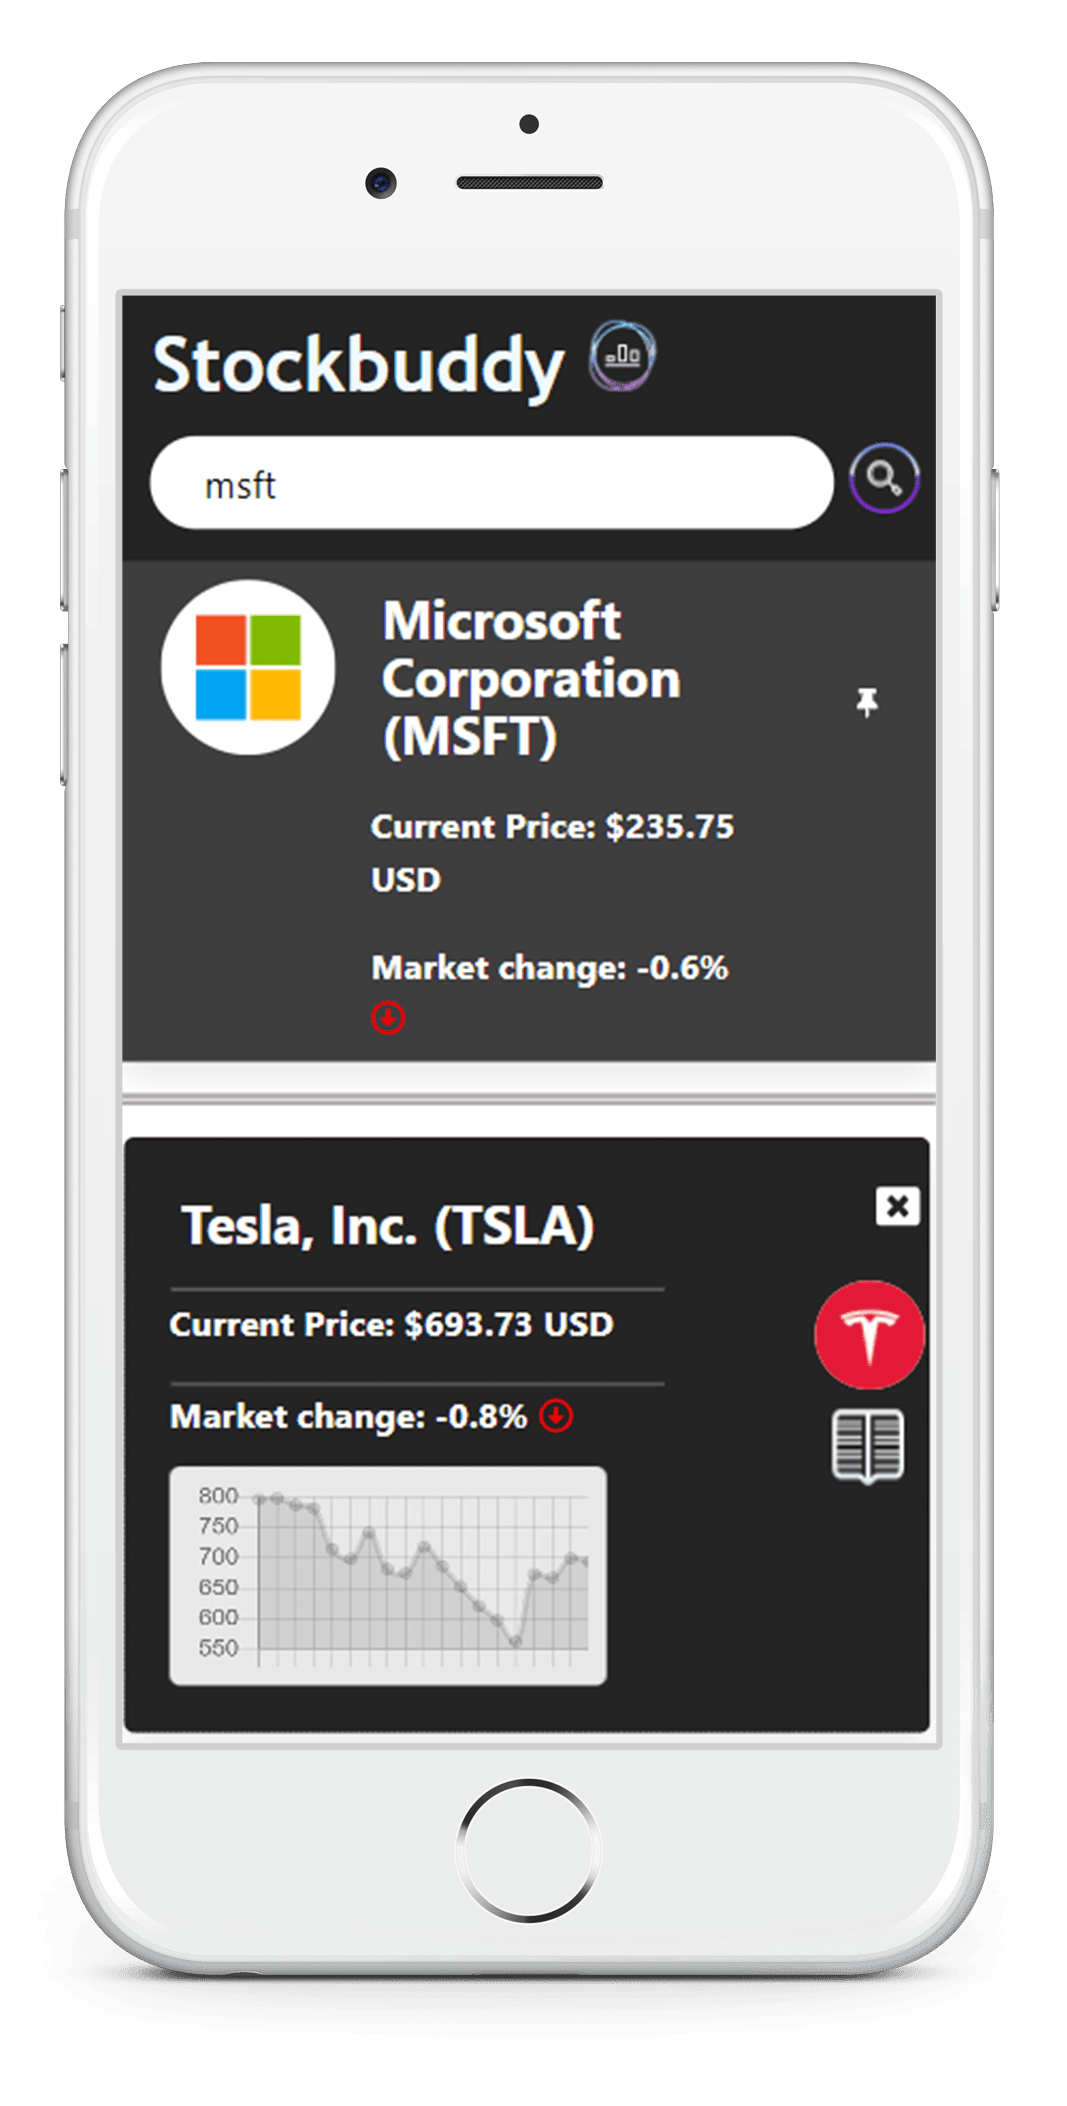 Stockbuddy
msft
Microsoft
Corporation
(MSFT)
Current Price: $235.75
USD
Market change: -0.6%
Tesla, Inc. (TSLA)
Current Price: $693.73 USD
Market change: -0.8%
800
750
700
650
600
550